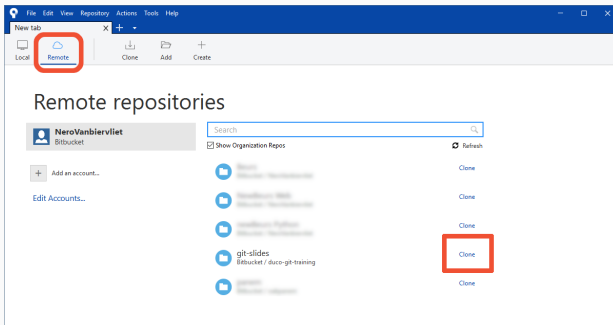 File Edit View Repository Actions Tools Help
New tab
Local Remote Clone Add Create
Remote repositories
NeroVanbiervliet
Bitbucket
Search
Show Organization Repos
Refresh
Add an account...
Edit Accounts...
Clone
Clone
Clone
git-slides
Bitbucket / duco-git-training
Clone
Clone